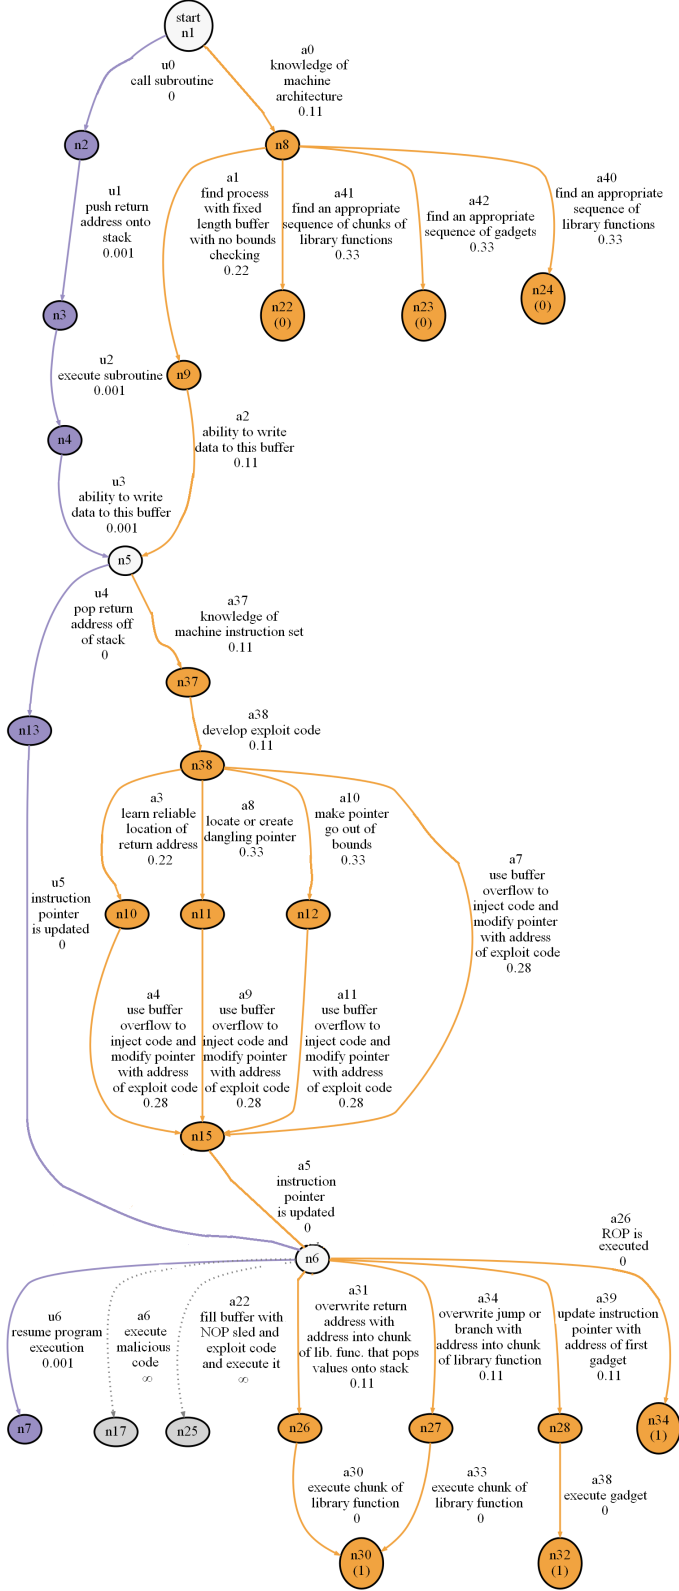 start
n1
u0
call subroutine
0
a0
knowledge of
machine
architecture
0.11
n2
n8
u1
push return
address onto
stack
0.001
a1
find process
with fixed
length buffer
with no bounds
checking
0.22
a41
find an appropriate
sequence of chunks of
library functions
0.33
a42
find an appropriate
sequence of gadgets
0.33
a40
find an appropriate
sequence of
library functions
0.33
n3
n22
(0)
n23
(0)
n24
(0)
u2
execute subroutine
0.001
n9
n4
a2
ability to write
data to this buffer
0.11
u3
ability to write
data to this buffer
0.001
n5
u4
pop return
address off
of stack
0
a37
knowledge of
machine instruction set
0.11
n37
n13
a38
develop exploit code
0.11
n38
a3
learn reliable
location of
return address
0.22
a8
locate or create
dangling pointer
0.33
a10
make pointer
go out of
bounds
0.33
a7
use buffer
overflow to
inject code and
modify pointer
with address
of exploit code
0.28
u5
instruction
pointer
is updated
0
n10
n11
n12
a4
use buffer
overflow to
inject code and
modify pointer
with address
of exploit code
0.28
a9
use buffer
overflow to
inject code and
modify pointer
with address
of exploit code
0.28
a11
use buffer
overflow to
inject code and
modify pointer
with address
of exploit code
0.28
n15
a5
instruction
pointer
is updated
0
a26
ROP is
executed
0
n6
u6
resume program
execution
0.001
a6
execute
malicious
code
∞
a22
fill buffer with
NOP sled and
exploit code
and execute it
∞
a31
overwrite return
address with
address into chunk
of lib. func. that pops
values onto stack
0.11
a34
overwrite jump or
branch with
address into chunk
of library function
0.11
a39
update instruction
pointer with
address of first
gadget
0.11
n7
n17
n25
n26
n27
n28
n34
(1)
a30
execute chunk of
library function
0
a33
execute chunk of
library function
0
a38
execute gadget
0
n30
(1)
n32
(1)